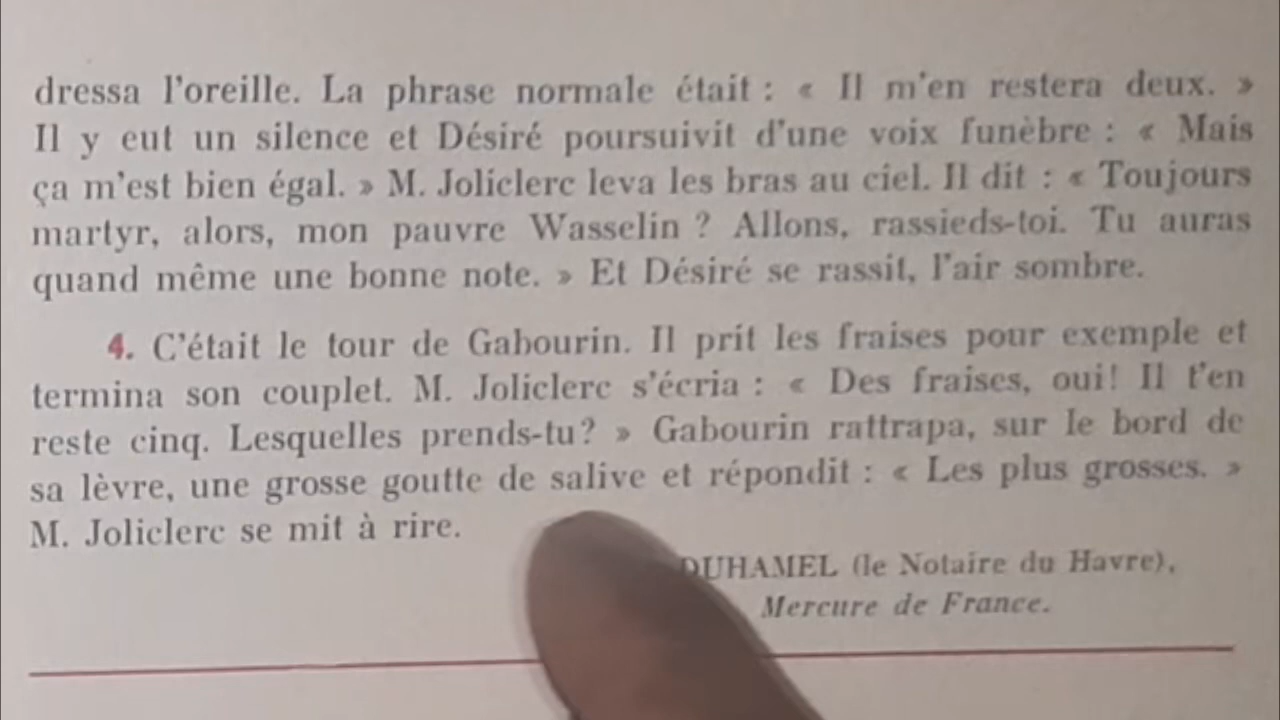 dressa l'oreille. La phrase normale était : « Il m'en restera deux. »
Il y eut un silence et Désiré poursuivit d'une voix funèbre : « Mais
ça m'est bien égal. » M. Joliclerc leva les bras au ciel. Il dit : « Toujours
martyr, alors, mon pauvre Wasselin ? Allons, rassieds-toi. Tu auras
quand même une bonne note. » Et Désiré se rassit, l'air sombre.
4. C'était le tour de Gabourin. Il prit les fraises pour exemple et
termina son couplet. M. Joliclerc s'écria : « Des fraises, oui! Il t'en
reste cinq. Lesquelles prends-tu? » Gabourin rattrapa, sur le bord de
sa lèvre, une grosse goutte de salive et répondit : « Les plus grosses. »
M. Joliclerc se mit à rire.
DUHAMEL (le Notaire du Havre),
Mercure de France.